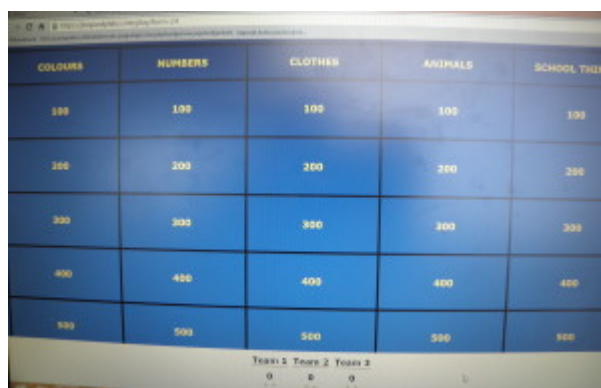 COLOURS NUMBERS CLOTHES ANIMALS SCHOOL THIN
100 100 100 100 100
200 200 200 200 200
300 300 300 300 300
400 400 400 400 400
500 500 500 500 500
Team 1 Team 2 Team 3
0 0 0